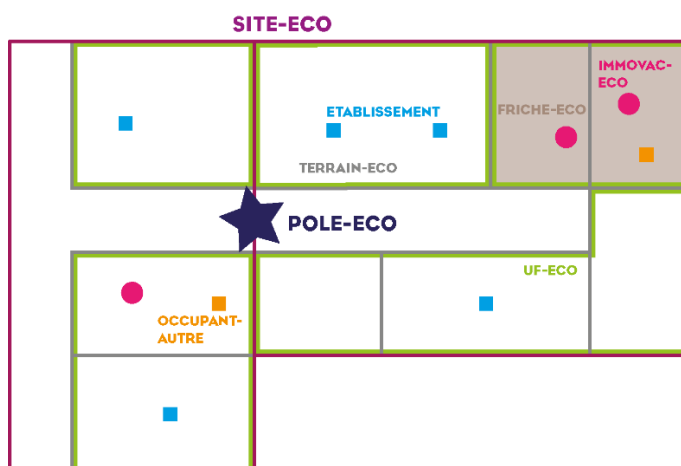 SITE-ECO
IMMOVAC-
ECO
ETABLISSEMENT
FRICHE-ECO
TERRAIN-ECO
POLE-ECO
UF-ECO
OCCUPANT-
AUTRE